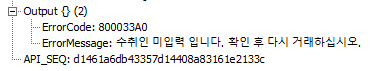 Output {} (2)
ErrorCode: 800033A0
ErrorMessage: 수취인 미입력 입니다. 확인 후 다시 거래하십시오.
API_SEQ: d1461a6db43357d14408a83161e2133c